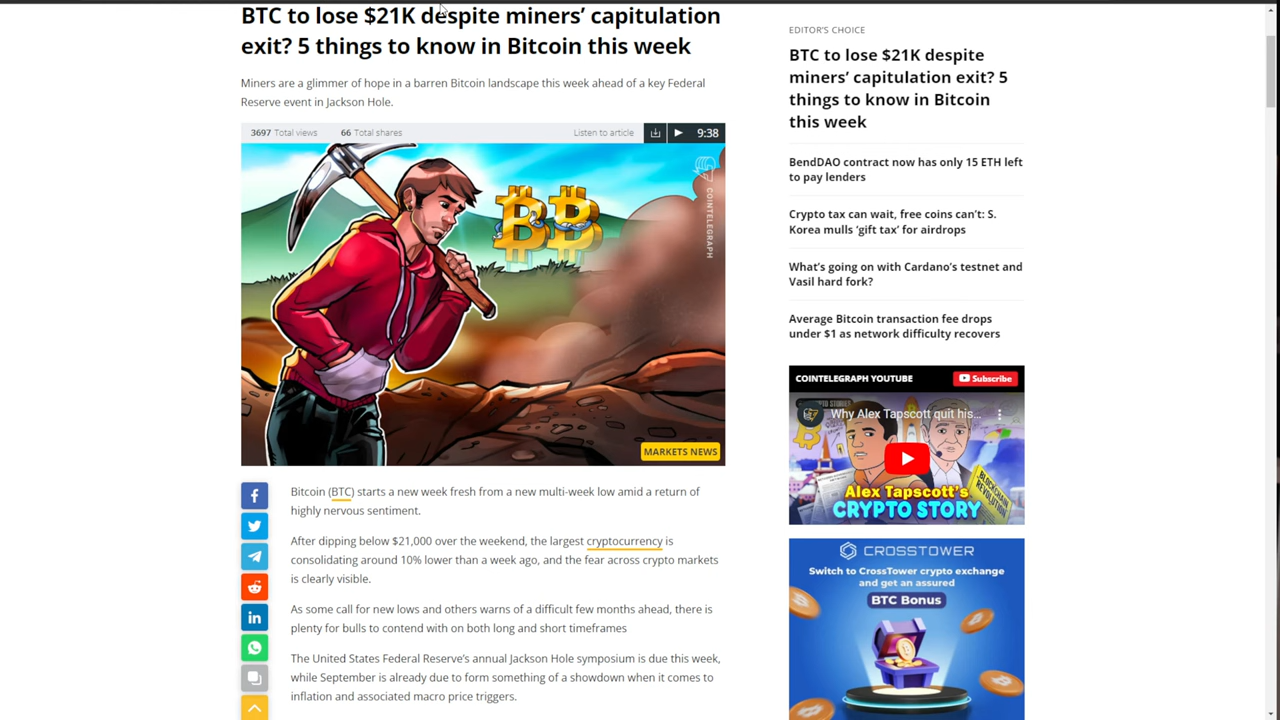 BTC to lose $21K despite miners’ capitulation
exit? 5 things to know in Bitcoin this week
Miners are a glimmer of hope in a barren Bitcoin landscape this week ahead of a key Federal
Reserve event in Jackson Hole.
3697 Total views
66 Total shares
Listen to article
9:38
COINTELEGRAPH
MARKETS NEWS
Bitcoin (BTC) starts a new week fresh from a new multi-week low amid a return of
highly nervous sentiment.
After dipping below $21,000 over the weekend, the largest cryptocurrency is
consolidating around 10% lower than a week ago, and the fear across crypto markets
is clearly visible.
As some call for new lows and others warns of a difficult few months ahead, there is
plenty for bulls to contend with on both long and short timeframes
The United States Federal Reserve’s annual Jackson Hole symposium is due this week,
while September is already due to form something of a showdown when it comes to
inflation and associated macro price triggers.
EDITOR’S CHOICE
BTC to lose $21K despite
miners’ capitulation exit? 5
things to know in Bitcoin
this week
BendDAO contract now has only 15 ETH left
to pay lenders
Crypto tax can wait, free coins can’t: S.
Korea mulls ‘gift tax’ for airdrops
What’s going on with Cardano’s testnet and
Vasil hard fork?
Average Bitcoin transaction fee drops
under $1 as network difficulty recovers
COINTELEGRAPH YOUTUBE
Subscribe
Why Alex Tapscott quit his...
BLOCKCHAIN
REVOLUTION
Alex Tapscott's
CRYPTO STORY
CROSSTOWER
Switch to CrossTower crypto exchange
and get an assured
BTC Bonus